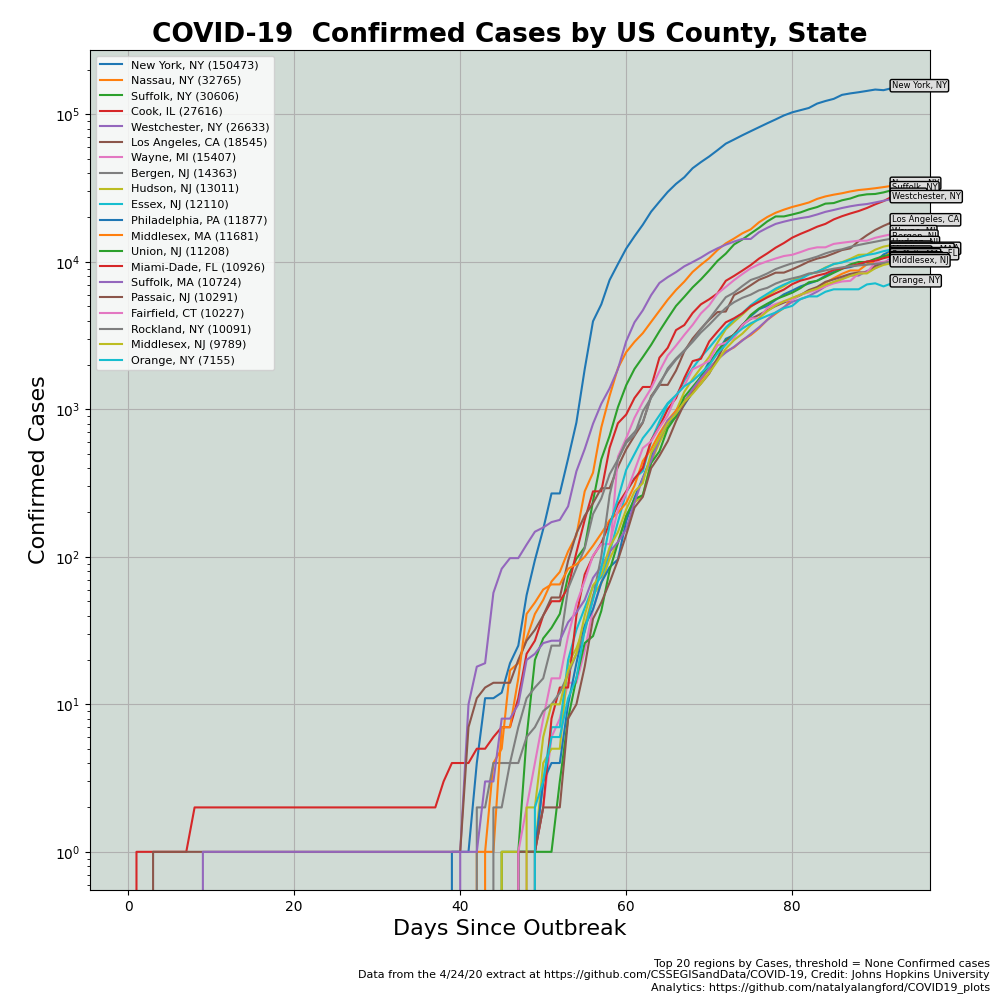 COVID-19  Confirmed Cases by US County, State
New York, NY (150473)
Nassau, NY (32765)
Suffolk, NY (30606)
Cook, IL (27616)
Westchester, NY (26633)
Los Angeles, CA (18545)
Wayne, MI (15407)
Bergen, NJ (14363)
Hudson, NJ (13011)
Essex, NJ (12110)
Philadelphia, PA (11877)
Middlesex, MA (11681)
Union, NJ (11208)
Miami-Dade, FL (10926)
Suffolk, MA (10724)
Passaic, NJ (10291)
Fairfield, CT (10227)
Rockland, NY (10091)
Middlesex, NJ (9789)
Orange, NY (7155)
New York, NY
Suffolk, NY
Westchester, NY
Los Angeles, CA
Bergen, NJ
Middlesex, NJ
Orange, NY
10^5
10^4
10^3
10^2
10^1
10^0
Confirmed Cases
0 20 40 60 80
Days Since Outbreak
Top 20 regions by Cases, threshold = None Confirmed cases
Data from the 4/24/20 extract at https://github.com/CSSEGISandData/COVID-19, Credit: Johns Hopkins University
Analytics: https://github.com/natalyalangford/COVID19_plots